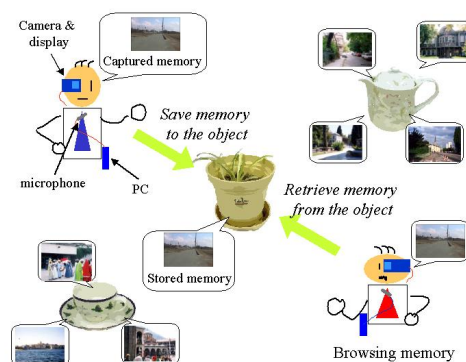 Camera &
display
Captured memory
Save memory
to the object
microphone
PC
Retrieve memory
from the object
Stored memory
Browsing memory